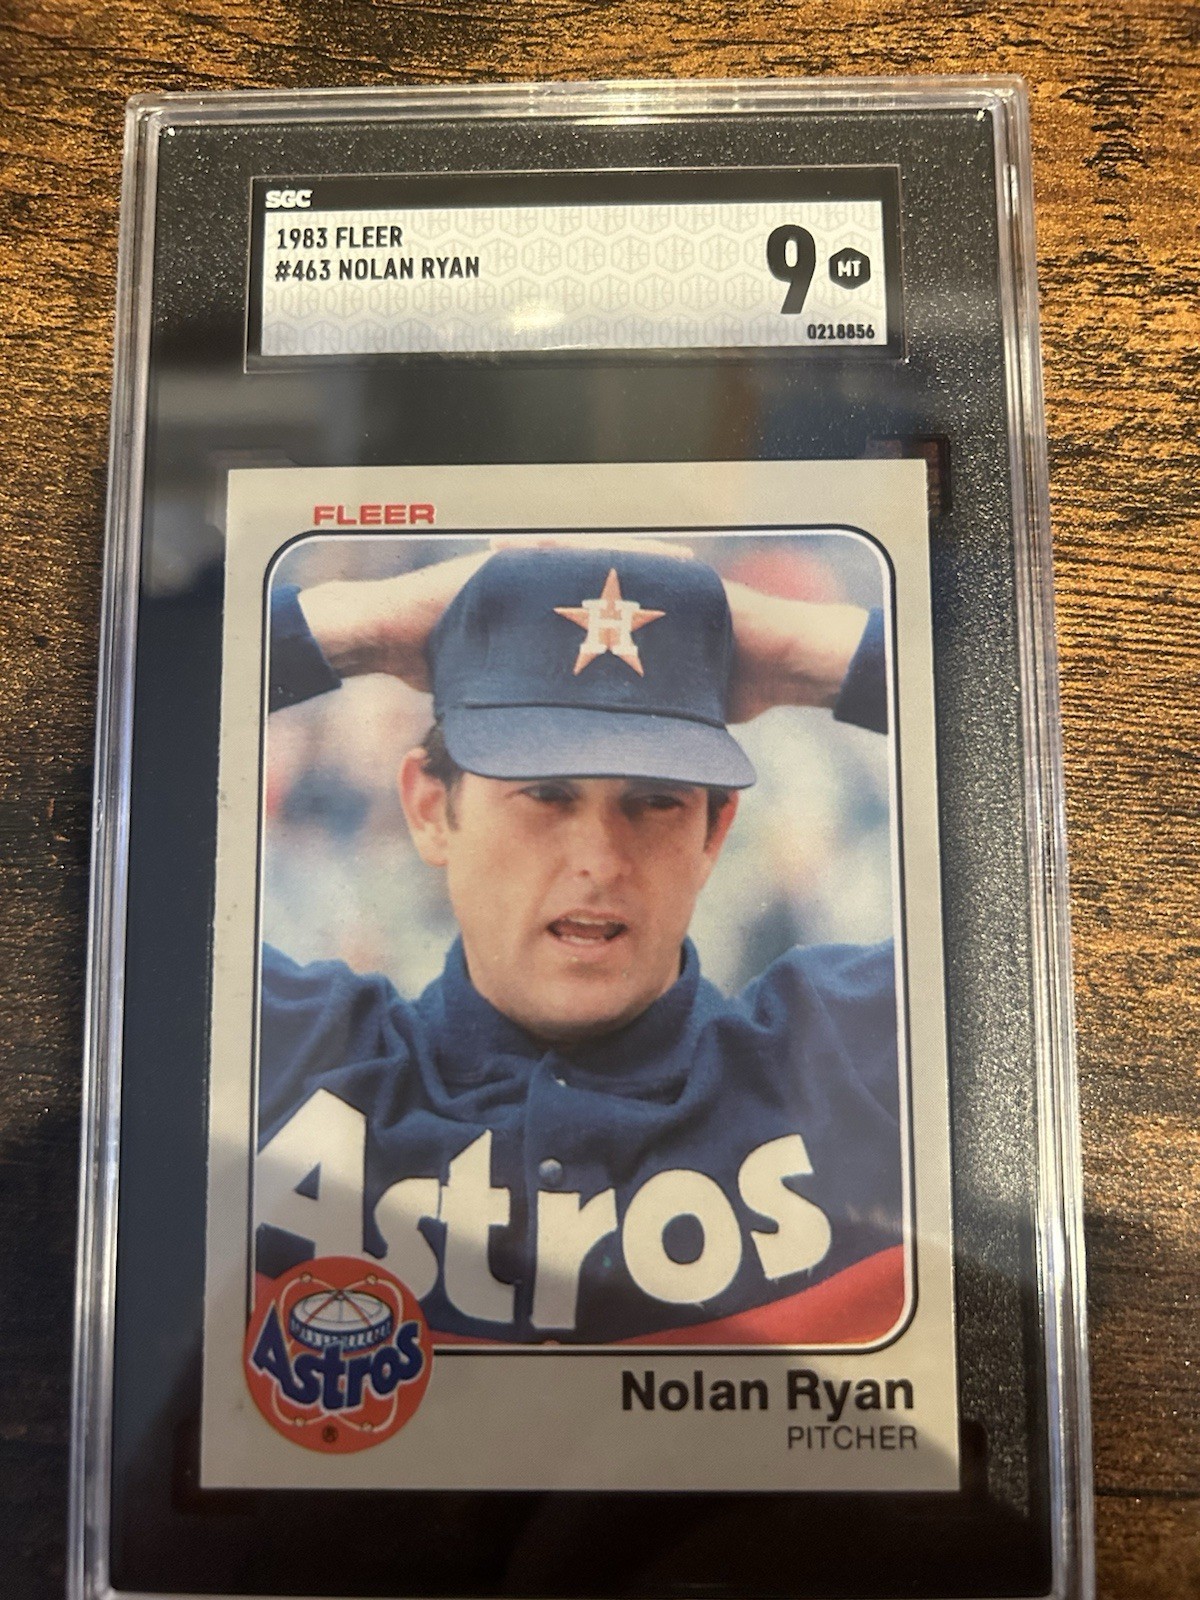 SGC
1983 FLEER
#463 NOLAN RYAN
9 MT
0218856
FLEER
H
Astros
Astros
®
Nolan Ryan
PITCHER